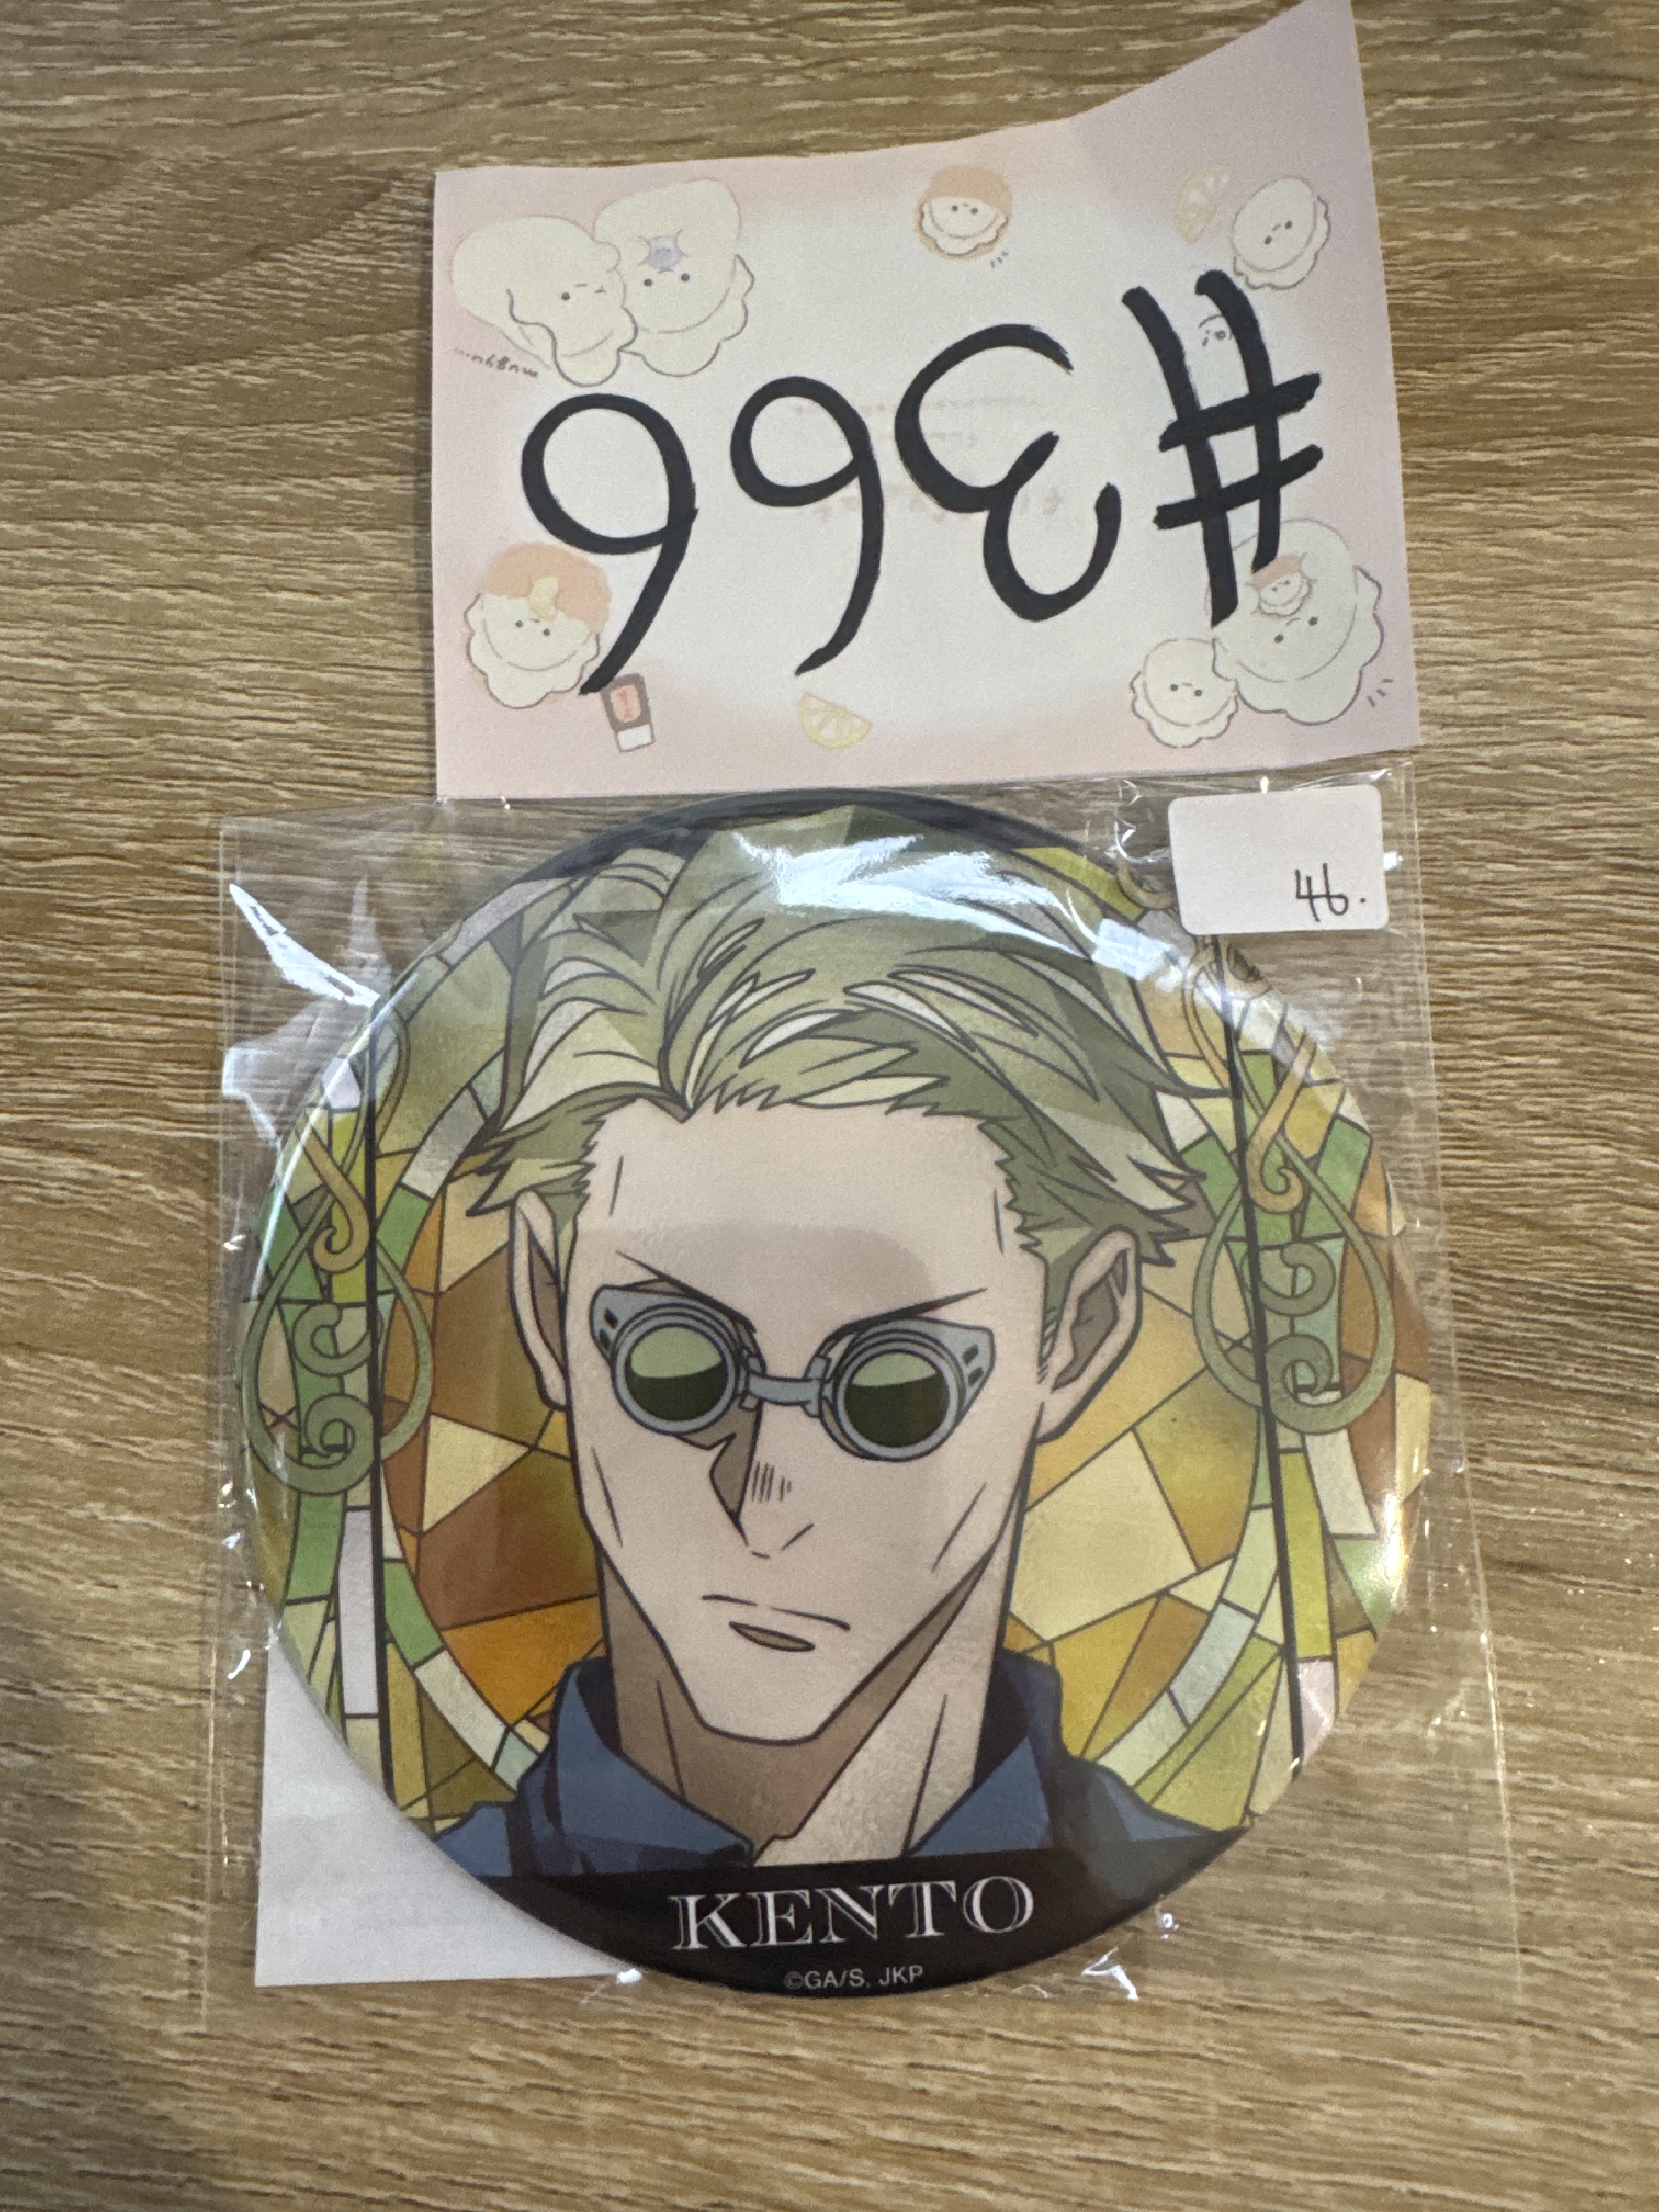 #366
46.
KENTO
©GA/S, JKP